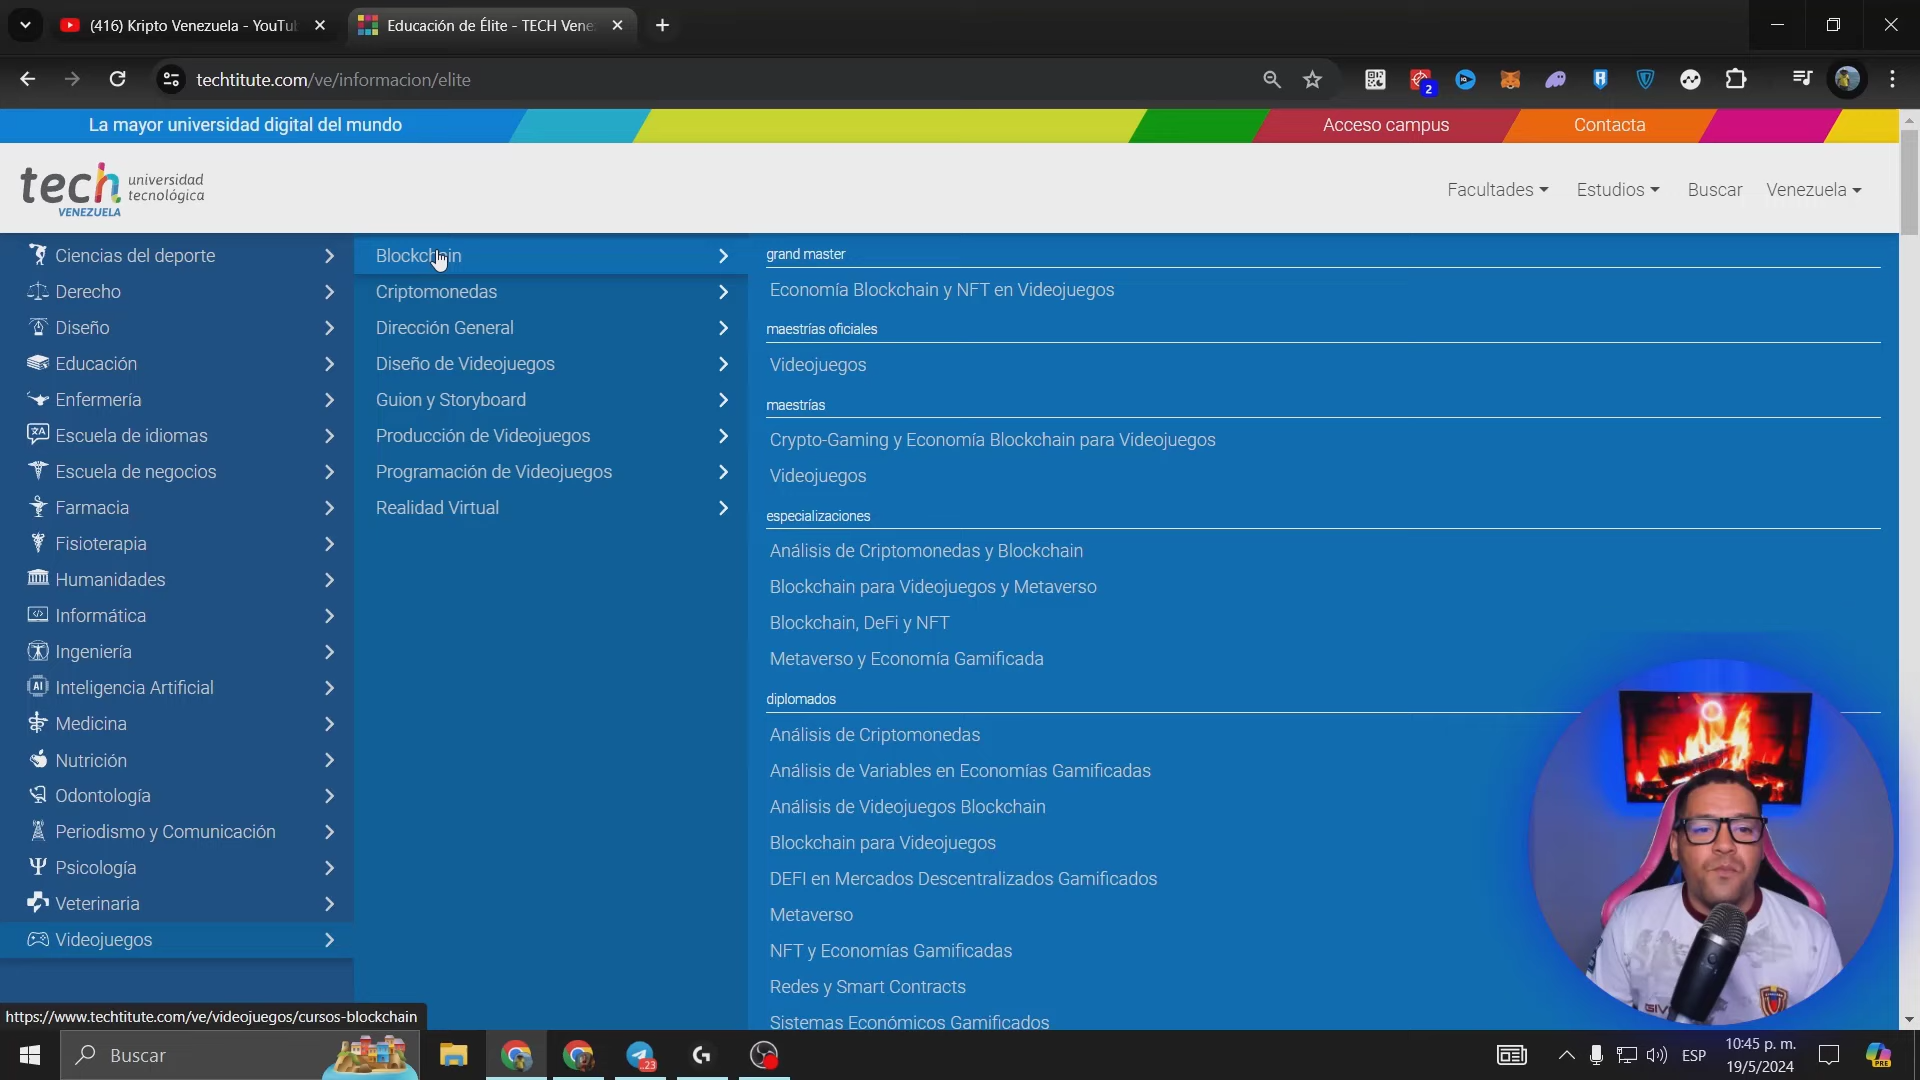 (416) Kripto Venezuela - YouTu
Educación de Élite - TECH Vene
techtitute.com/ve/informacion/elite
2
La mayor universidad digital del mundo
Acceso campus
Contacta
tech universidad
tecnológica
VENEZUELA
Facultades
Estudios
Buscar
Venezuela
Ciencias del deporte
Derecho
Diseño
Educación
Enfermería
Escuela de idiomas
Escuela de negocios
Farmacia
Fisioterapia
Humanidades
Informática
Ingeniería
AI Inteligencia Artificial
Medicina
Nutrición
Odontología
Periodismo y Comunicación
Psicología
Veterinaria
Videojuegos
Blockchain
Criptomonedas
Dirección General
Diseño de Videojuegos
Guion y Storyboard
Producción de Videojuegos
Programación de Videojuegos
Realidad Virtual
grand master
Economía Blockchain y NFT en Videojuegos
maestrías oficiales
Videojuegos
maestrías
Crypto-Gaming y Economía Blockchain para Videojuegos
Videojuegos
especializaciones
Análisis de Criptomonedas y Blockchain
Blockchain para Videojuegos y Metaverso
Blockchain, DeFi y NFT
Metaverso y Economía Gamificada
diplomados
Análisis de Criptomonedas
Análisis de Variables en Economías Gamificadas
Análisis de Videojuegos Blockchain
Blockchain para Videojuegos
DEFI en Mercados Descentralizados Gamificados
Metaverso
NFT y Economías Gamificadas
Redes y Smart Contracts
Sistemas Económicos Gamificados
https://www.techtitute.com/ve/videojuegos/cursos-blockchain
Buscar
23
ESP
10:45 p. m.
19/5/2024
PRE